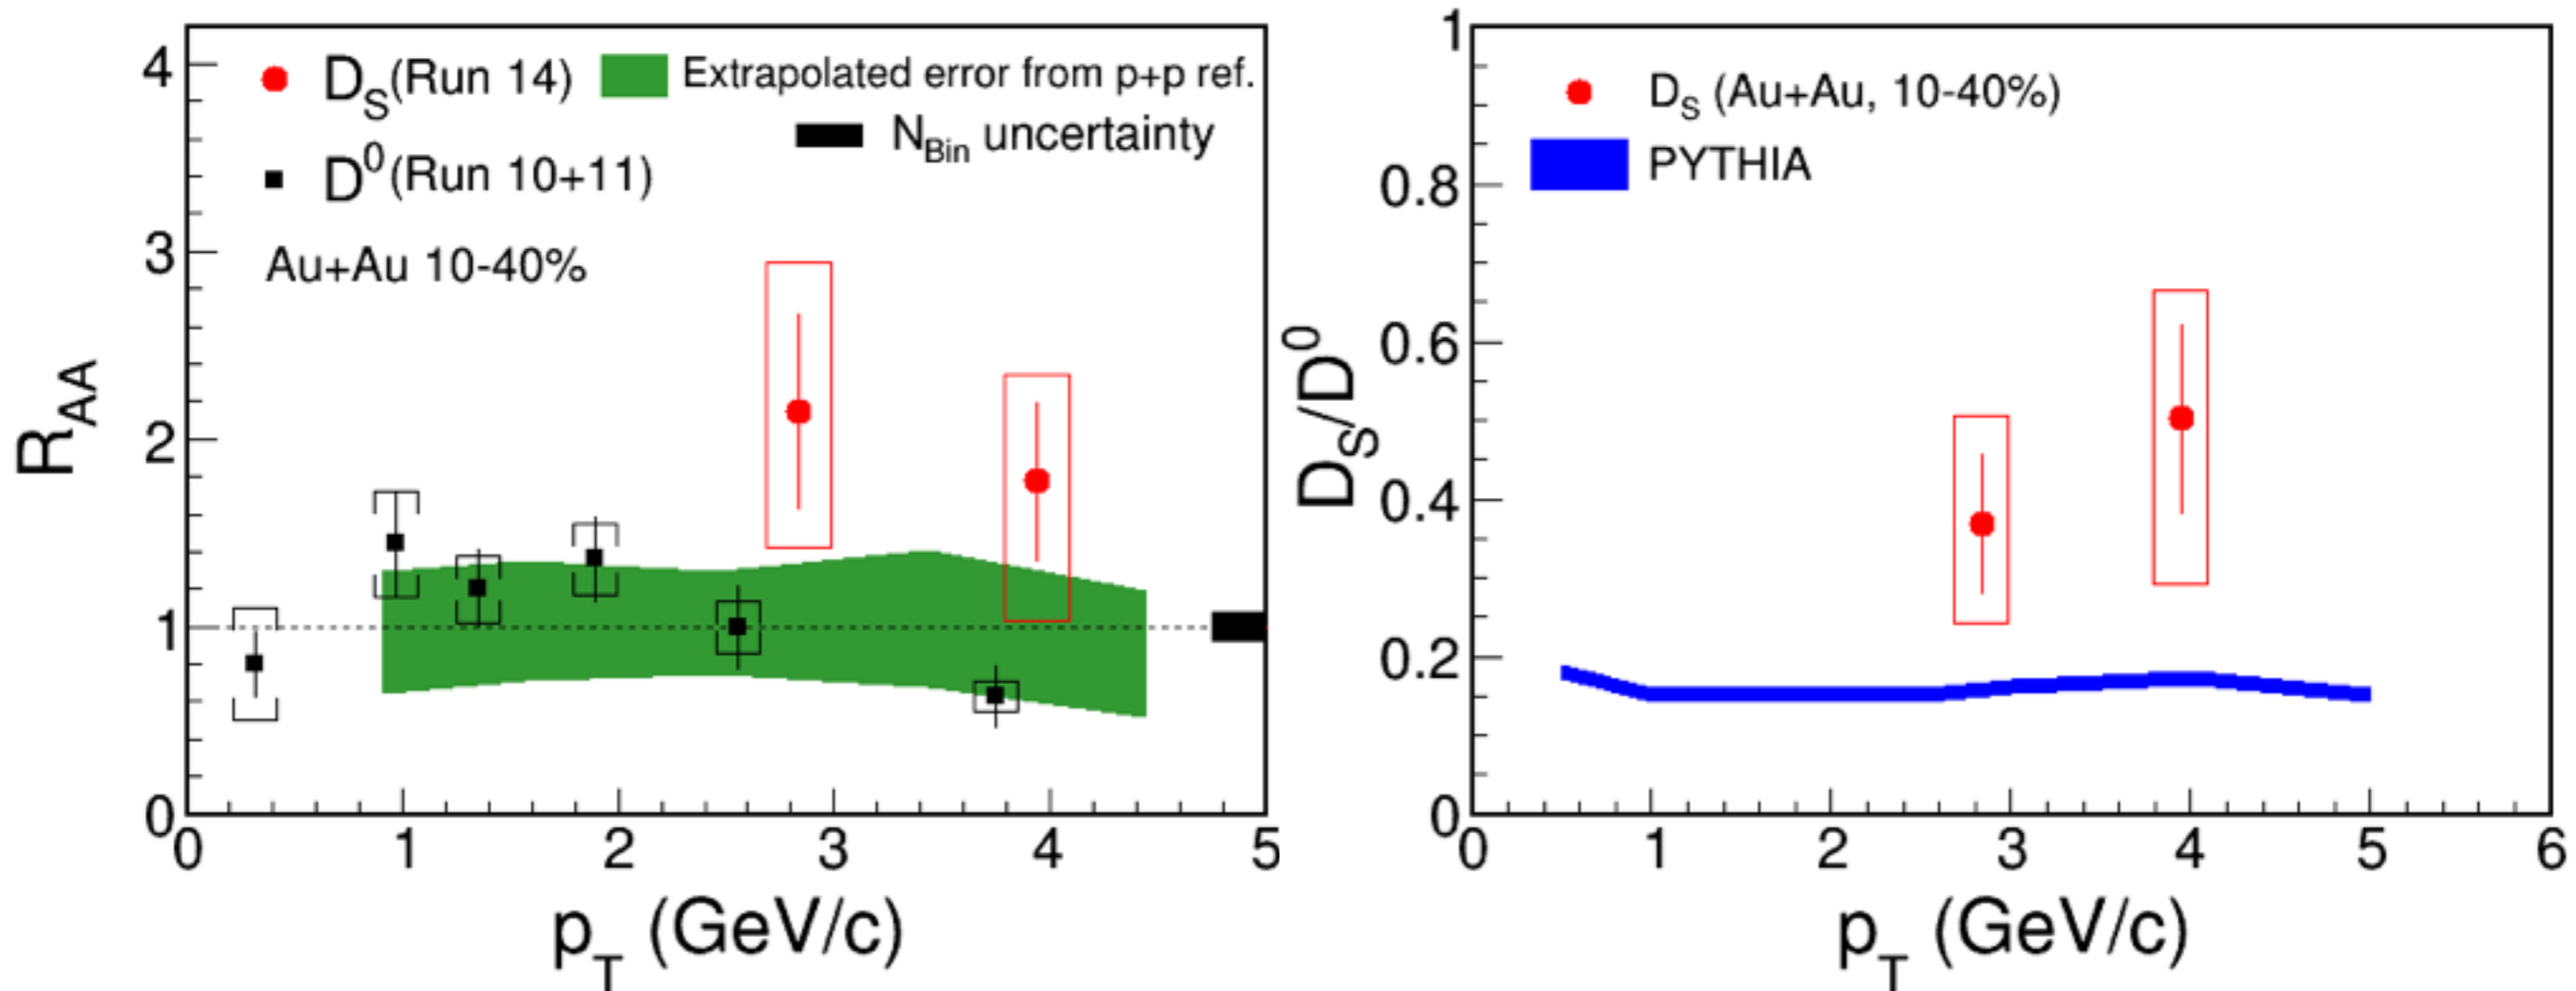 4
3
2
1
0
R_AA
D_S(Run 14)
Extrapolated error from p+p ref.
N_Bin uncertainty
D^0(Run 10+11)
Au+Au 10-40%
0 1 2 3 4 5
p_T (GeV/c)
1
0.8
0.6
0.4
0.2
0
D_S/D^0
D_S (Au+Au, 10-40%)
PYTHIA
0 1 2 3 4 5 6
p_T (GeV/c)